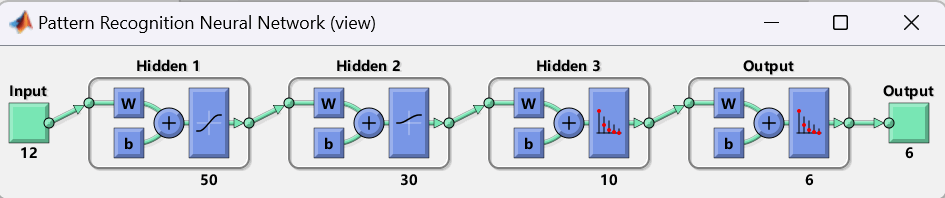 Pattern Recognition Neural Network (view)
Hidden 1 Hidden 2 Hidden 3 Output
Input Output
W W W W
+ + + +
b b b b
12 6
50 30 10 6